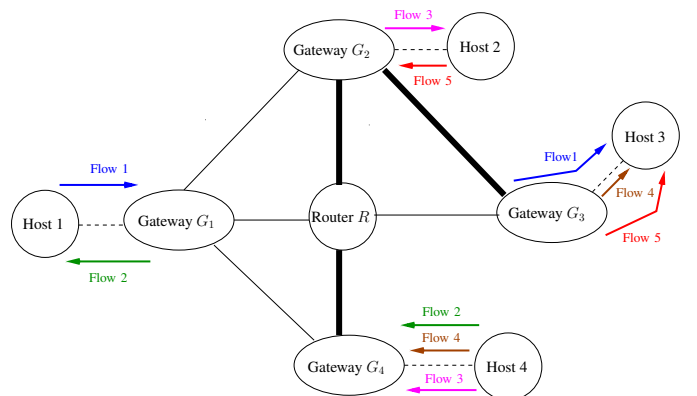 Flow 3
Gateway G2
Host 2
Flow 5
Host 3
Flow1
Flow 1
Flow 4
Host 1
Gateway G1
Router R
Gateway G3
Flow 5
Flow 2
Flow 2
Flow 4
Gateway G4
Host 4
Flow 3